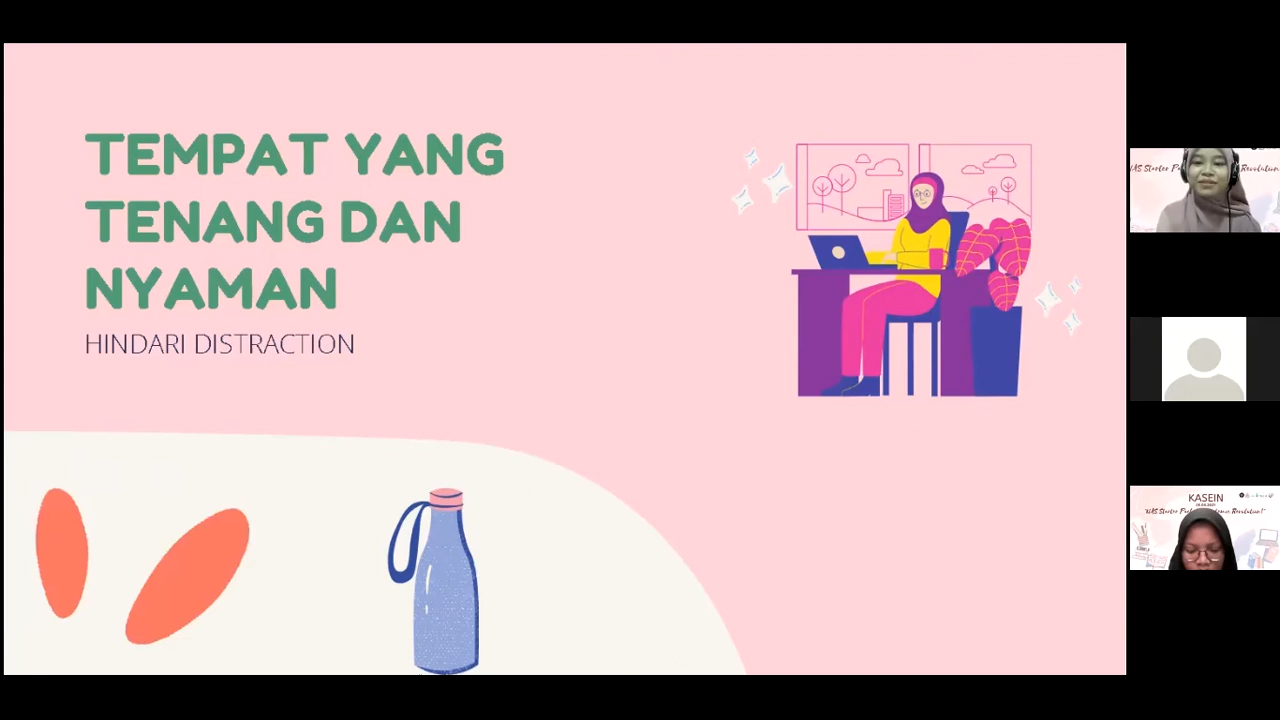 TEMPAT YANG
TENANG DAN
NYAMAN
HINDARI DISTRACTION
KASEIN